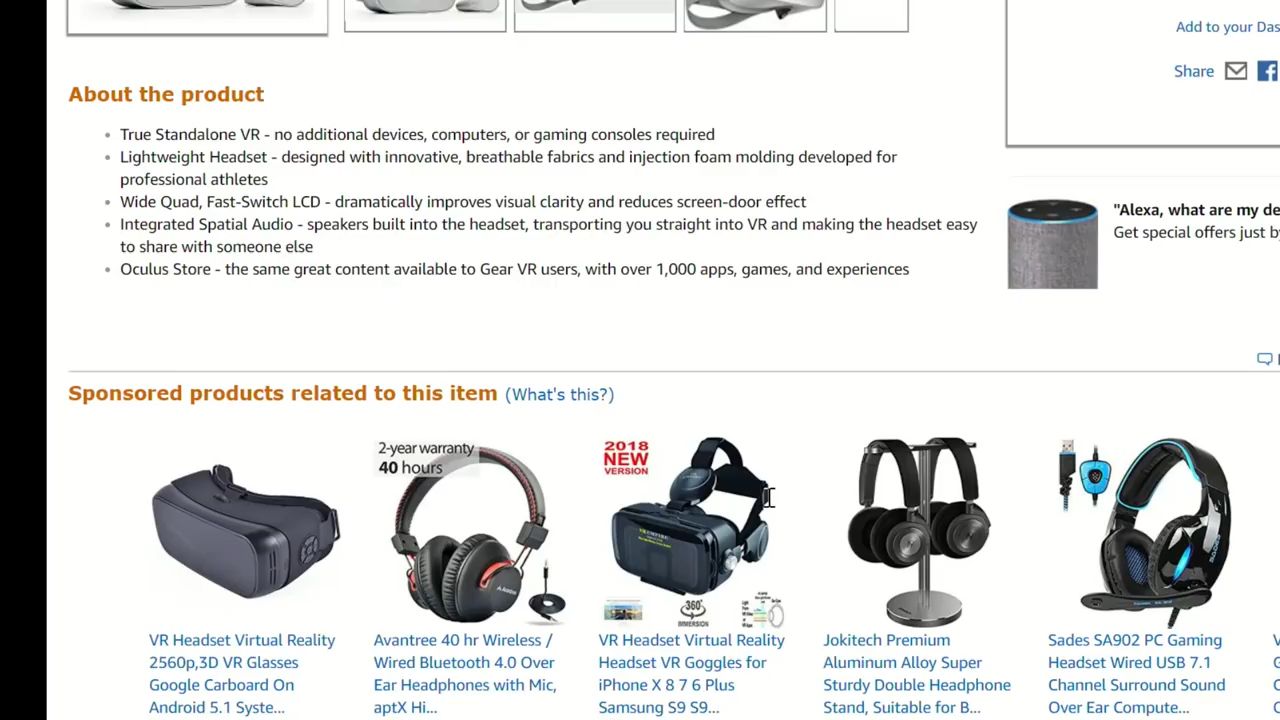 Add to your Das
Share
About the product
True Standalone VR - no additional devices, computers, or gaming consoles required
Lightweight Headset - designed with innovative, breathable fabrics and injection foam molding developed for
professional athletes
Wide Quad, Fast-Switch LCD - dramatically improves visual clarity and reduces screen-door effect
Integrated Spatial Audio - speakers built into the headset, transporting you straight into VR and making the headset easy
to share with someone else
Oculus Store - the same great content available to Gear VR users, with over 1,000 apps, games, and experiences
"Alexa, what are my de
Get special offers just by
Sponsored products related to this item (What's this?)
2-year warranty
40 hours
2018
NEW
VERSION
360°
IMMERSION
Avantree
SADES
VR Headset Virtual Reality
2560p,3D VR Glasses
Google Carboard On
Android 5.1 Syste...
Avantree 40 hr Wireless /
Wired Bluetooth 4.0 Over
Ear Headphones with Mic,
aptX Hi...
VR Headset Virtual Reality
Headset VR Goggles for
iPhone X 8 7 6 Plus
Samsung S9 S9...
Jokitech Premium
Aluminum Alloy Super
Sturdy Double Headphone
Stand, Suitable for B...
Sades SA902 PC Gaming
Headset Wired USB 7.1
Channel Surround Sound
Over Ear Compute...